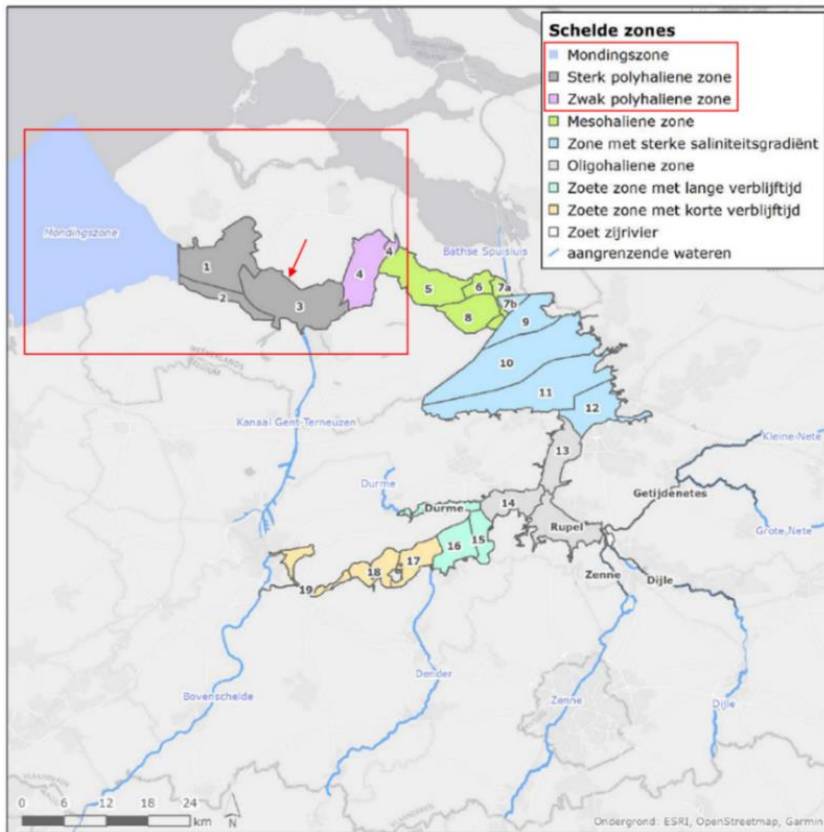 Schelde zones
Mondingszone
Sterk polyhaliene zone
Zwak polyhaliene zone
Mesohaliene zone
Zone met sterke saliniteitsgradiënt
Oligohaliene zone
Zoete zone met lange verblijftijd
Zoete zone met korte verblijftijd
Zoet zijrivier
aangrenzende wateren
Mondingszone
Bathse Spuisluis
1
2
3
4
4
5
6
7a
7b
8
9
10
11
12
NETHERLANDS
BELGIUM
Kanaal Gent-Terneuzen
13
Kleine-Nete
Durme
Getijdenetes
Durme
14
Rupel
Grote-Nete
15
16
17
18
19
Zenne
Dijle
Bovenschelde
Dender
Zenne
Dijle
0 6 12 18 24
km
N
Ondergrond: ESRI, OpenStreetmap, Garmin